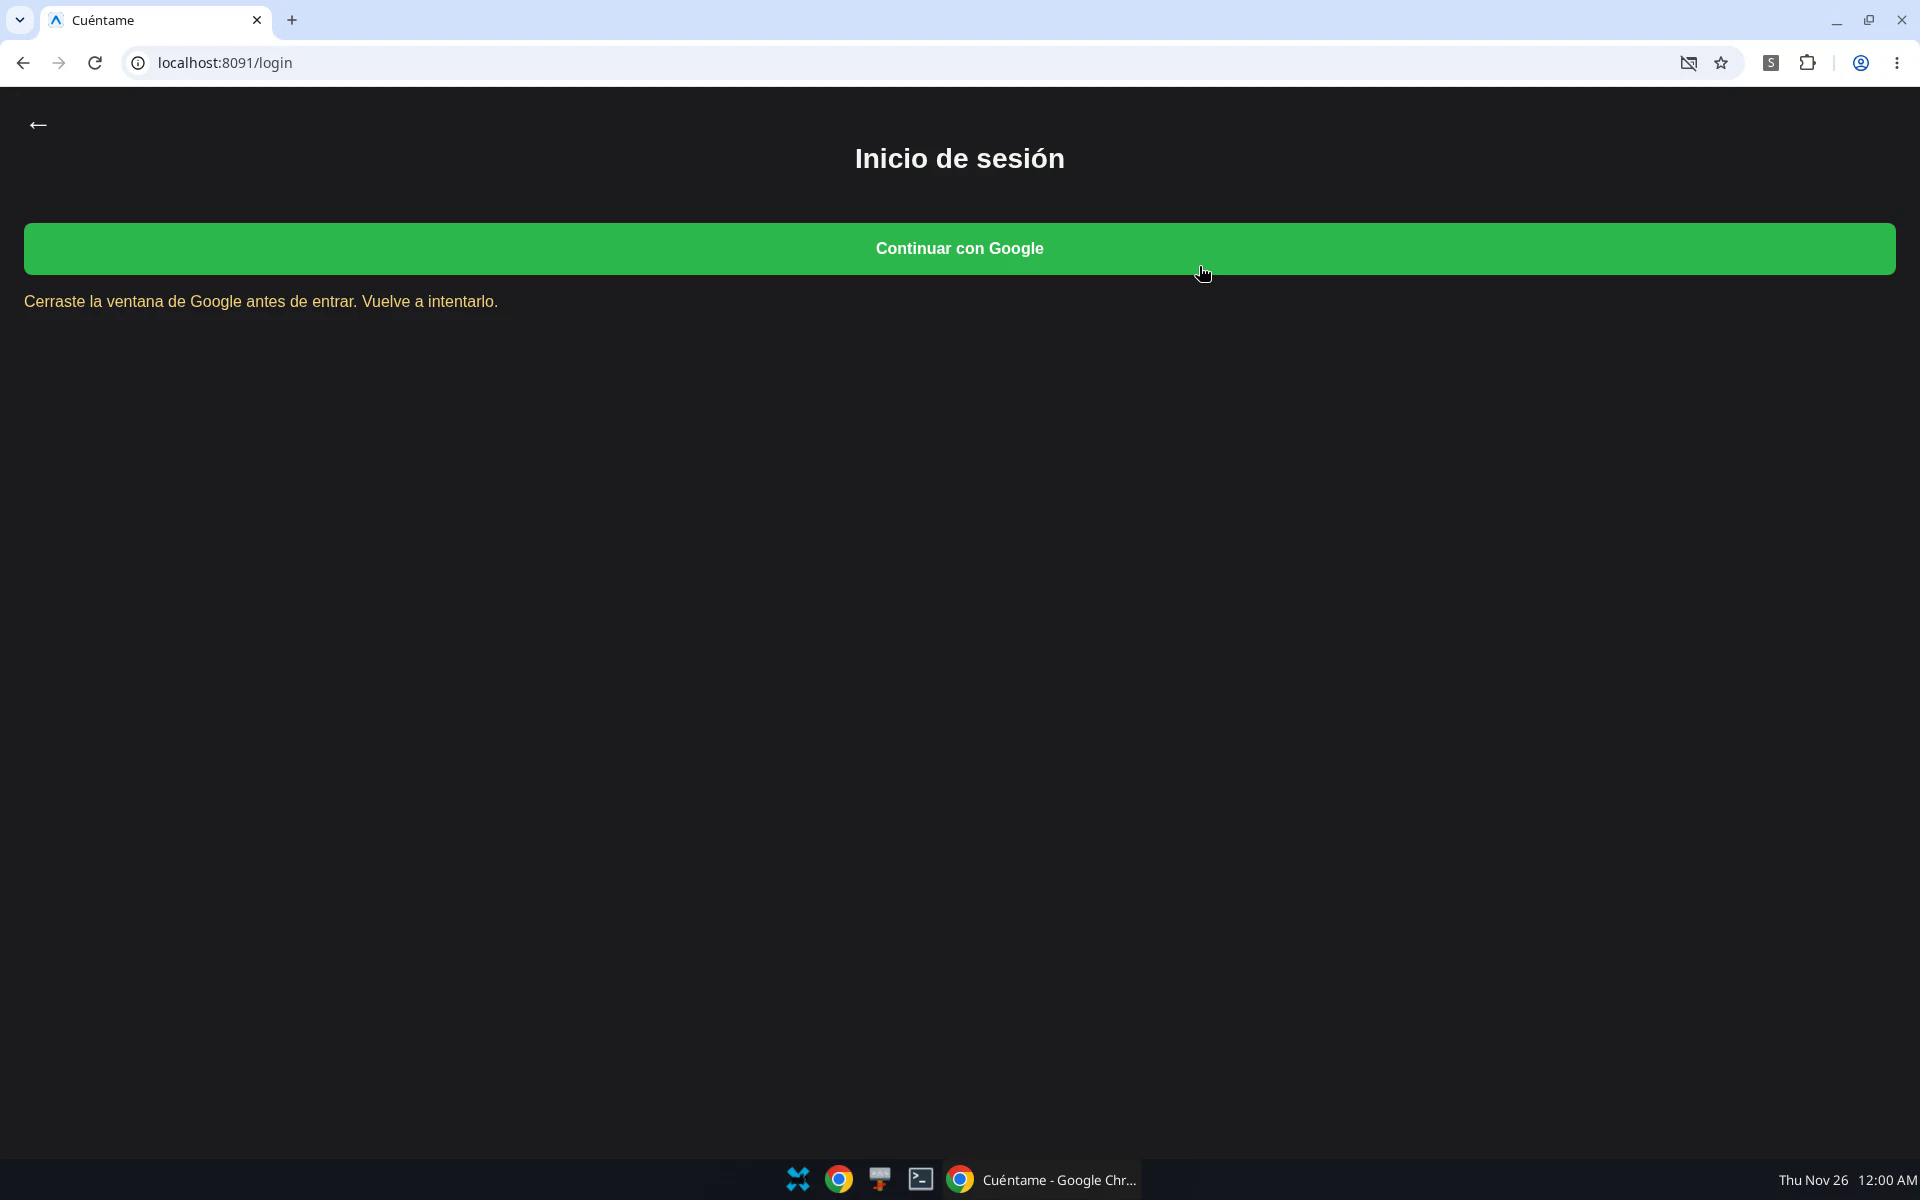 Cuéntame
localhost:8091/login
S
←
Inicio de sesión
Continuar con Google
Cerraste la ventana de Google antes de entrar. Vuelve a intentarlo.
Cuéntame - Google Chr...
Thu Nov 26 12:00 AM